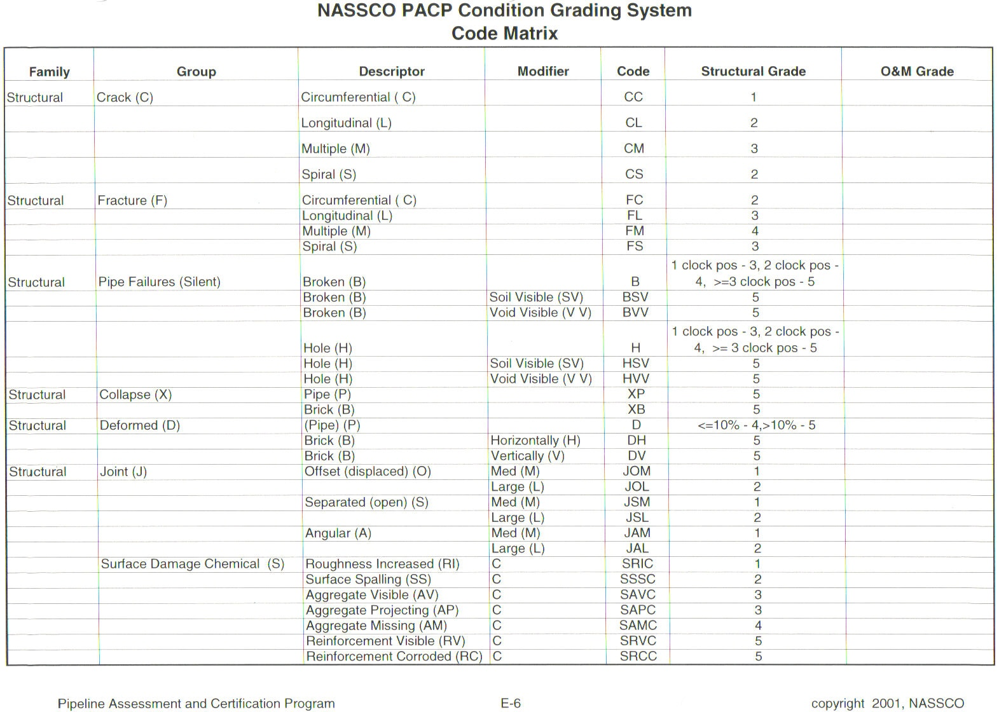 NASSCO PACP Condition Grading System
Code Matrix
Family Group Descriptor Modifier Code Structural Grade O&M Grade
Structural Crack (C) Circumferential ( C) CC 1
Longitudinal (L) CL 2
Multiple (M) CM 3
Spiral (S) CS 2
Structural Fracture (F) Circumferential ( C) FC 2
Longitudinal (L) FL 3
Multiple (M) FM 4
Spiral (S) FS 3
1 clock pos - 3, 2 clock pos -
Structural Pipe Failures (Silent) Broken (B) B 4, >=3 clock pos - 5
Broken (B) Soil Visible (SV) BSV 5
Broken (B) Void Visible (V V) BVV 5
1 clock pos - 3, 2 clock pos -
Hole (H) H 4, >= 3 clock pos - 5
Hole (H) Soil Visible (SV) HSV 5
Hole (H) Void Visible (V V) HVV 5
Structural Collapse (X) Pipe (P) XP 5
Brick (B) XB 5
Structural Deformed (D) (Pipe) (P) D <=10% - 4,>10% - 5
Brick (B) Horizontally (H) DH 5
Brick (B) Vertically (V) DV 5
Structural Joint (J) Offset (displaced) (O) Med (M) JOM 1
Large (L) JOL 2
Separated (open) (S) Med (M) JSM 1
Large (L) JSL 2
Angular (A) Med (M) JAM 1
Large (L) JAL 2
Surface Damage Chemical (S) Roughness Increased (RI) C SRIC 1
Surface Spalling (SS) C SSSC 2
Aggregate Visible (AV) C SAVC 3
Aggregate Projecting (AP) C SAPC 3
Aggregate Missing (AM) C SAMC 4
Reinforcement Visible (RV) C SRVC 5
Reinforcement Corroded (RC) C SRCC 5
Pipeline Assessment and Certification Program E-6 copyright 2001, NASSCO